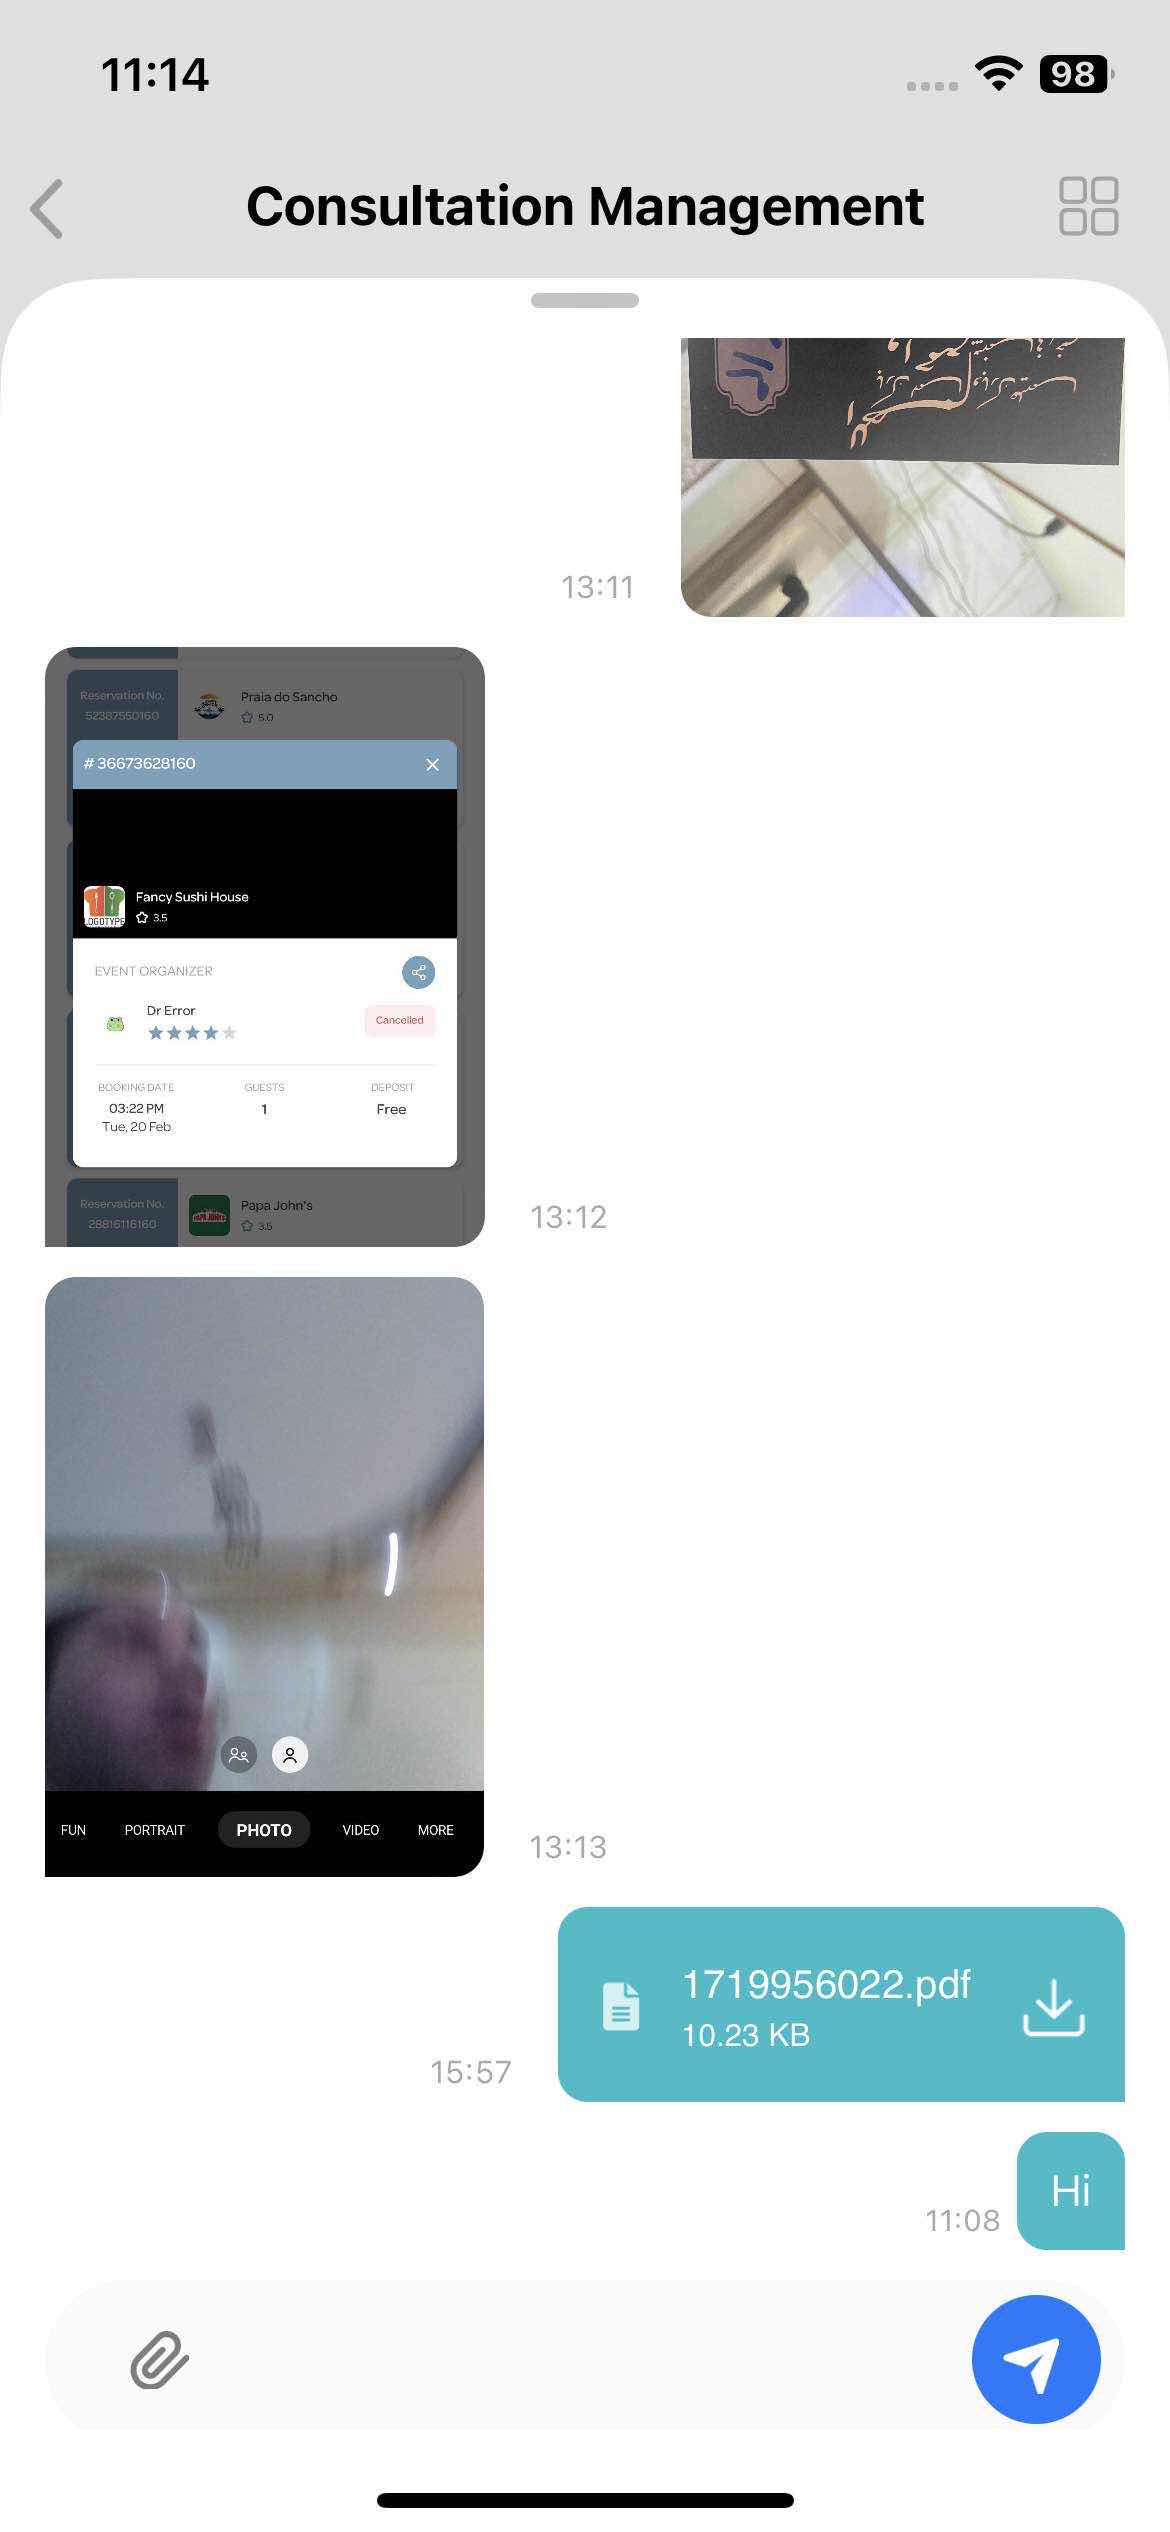 11:14
98
Consultation Management
13:11
Reservation No.
52387550160
Praia do Sancho
5.0
# 36673628160
Fancy Sushi House
3.5
LOGOTYPE
EVENT ORGANIZER
Dr Error
Cancelled
BOOKING DATE
GUESTS
DEPOSIT
03:22 PM
1
Free
Tue, 20 Feb
Reservation No.
28816116160
Papa John's
3.5
13:12
FUN
PORTRAIT
PHOTO
VIDEO
MORE
13:13
1719956022.pdf
10.23 KB
15:57
Hi
11:08